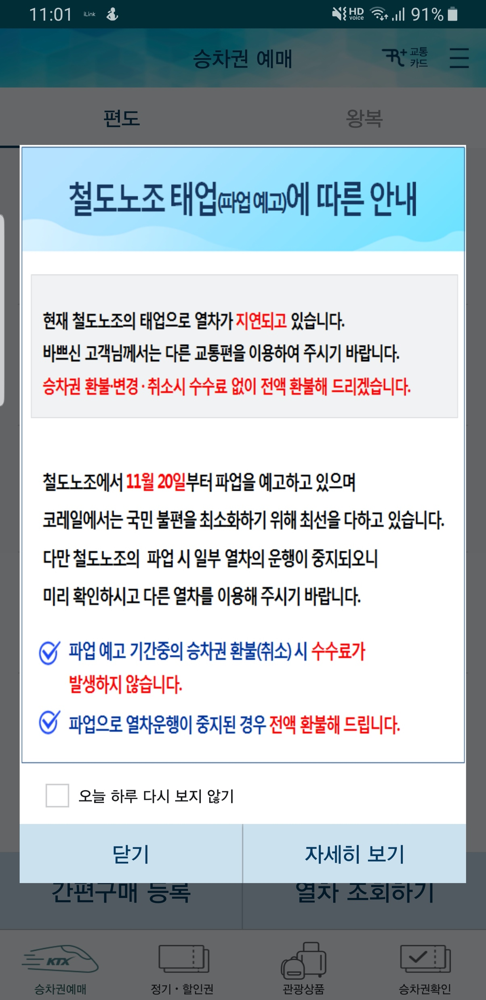 11:01 iLink HD voice 91%
승차권 예매
R+ 교통
카드
편도 왕복
철도노조 태업(파업 예고)에 따른 안내
현재 철도노조의 태업으로 열차가 지연되고 있습니다.
바쁘신 고객님께서는 다른 교통편을 이용하여 주시기 바랍니다.
승차권 환불·변경·취소시 수수료 없이 전액 환불해 드리겠습니다.
철도노조에서 11월 20일부터 파업을 예고하고 있으며
코레일에서는 국민 불편을 최소화하기 위해 최선을 다하고 있습니다.
다만 철도노조의 파업 시 일부 열차의 운행이 중지되오니
미리 확인하시고 다른 열차를 이용해 주시기 바랍니다.
파업 예고 기간중의 승차권 환불(취소) 시 수수료가
발생하지 않습니다.
파업으로 열차운행이 중지된 경우 전액 환불해 드립니다.
오늘 하루 다시 보지 않기
닫기 자세히 보기
간편구매 등록 열차 조회하기
KTX
승차권예매 정기·할인권 관광상품 승차권확인